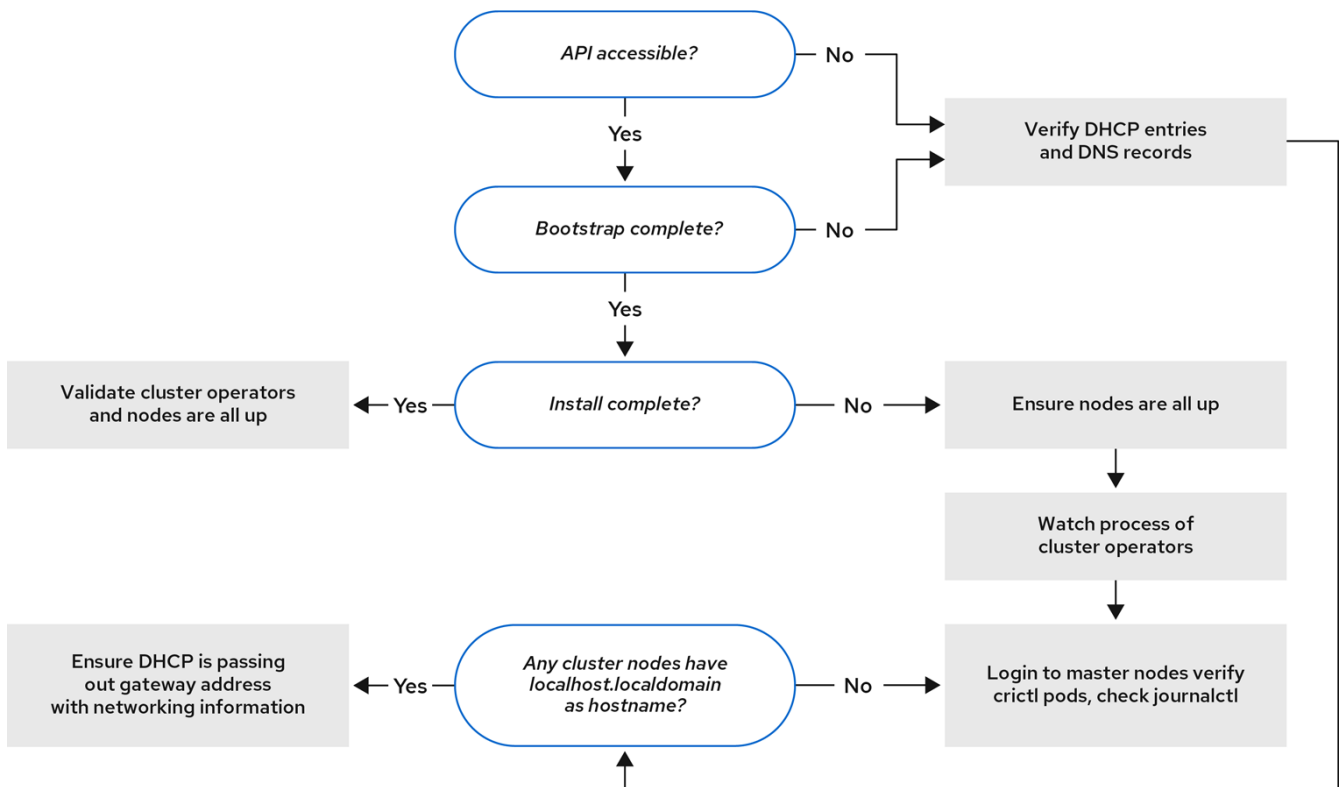 API accessible?
No
Yes
Verify DHCP entries
and DNS records
Bootstrap complete?
No
Yes
Validate cluster operators
and nodes are all up
Yes
Install complete?
No
Ensure nodes are all up
Watch process of
cluster operators
Ensure DHCP is passing
out gateway address
with networking information
Yes
Any cluster nodes have
localhost.localdomain
as hostname?
No
Login to master nodes verify
crictl pods, check journalctl